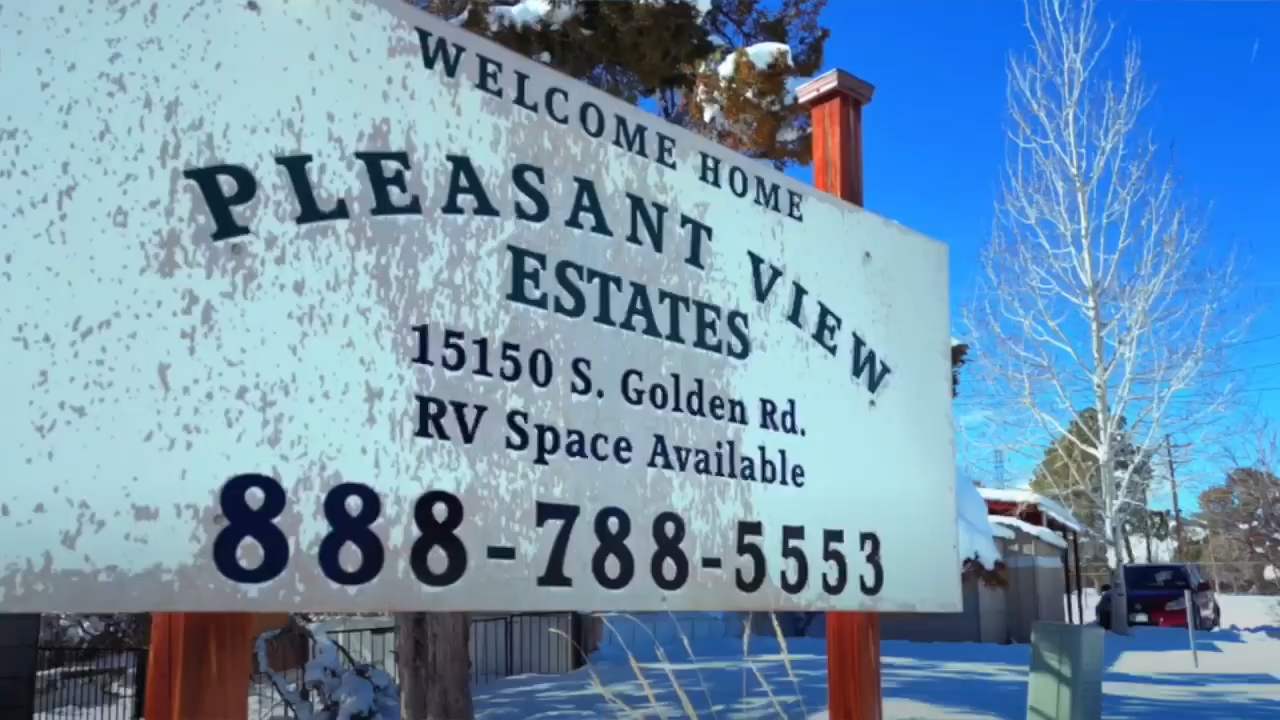 WELCOME HOME
PLEASANT VIEW
ESTATES
15150 S. Golden Rd.
RV Space Available
888-788-5553